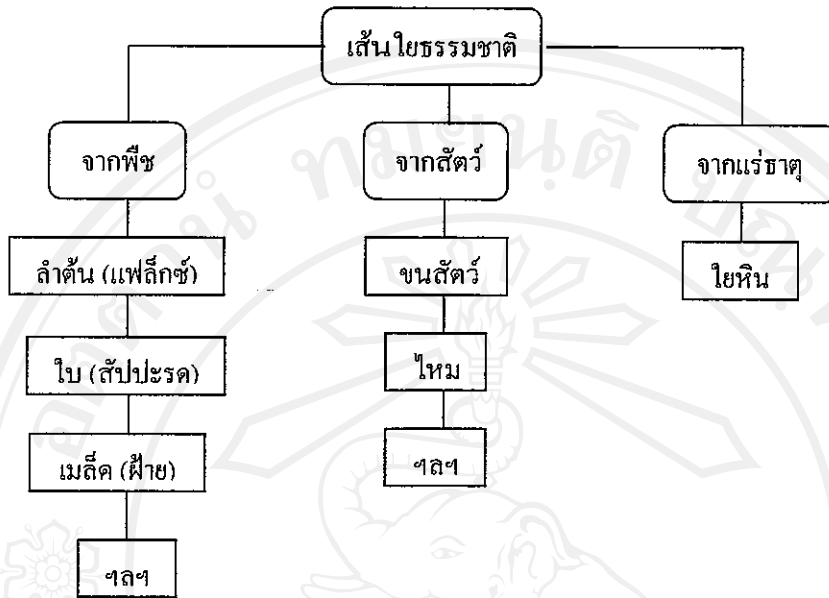 เส้นใยธรรมชาติ
จากพืช
จากสัตว์
จากแร่ธาตุ
ลำต้น (แฟล็กซ์)
ขนสัตว์
ใยหิน
ใบ (สัปปะรด)
ไหม
เมล็ด (ฝ้าย)
ฯลฯ
ฯลฯ